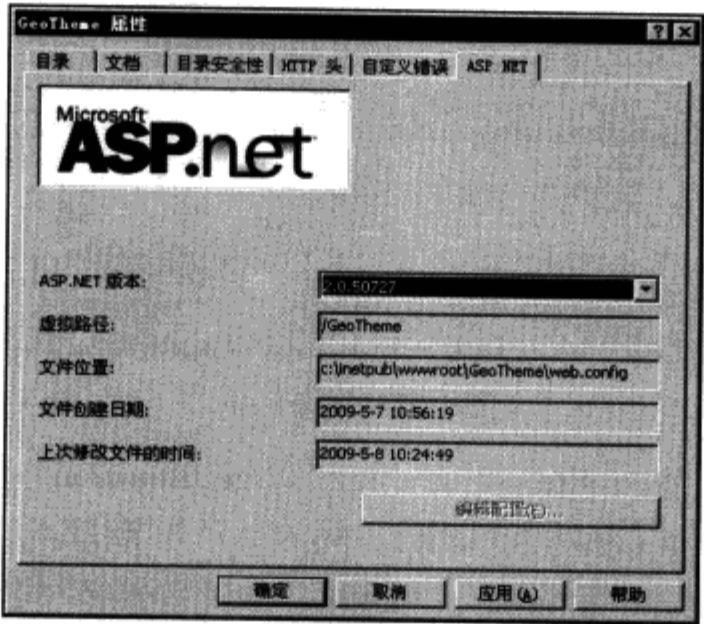 GeoTheme 属性
目录 文档 目录安全性 HTTP 头 自定义错误 ASP.NET
Microsoft
ASP.net
ASP.NET 版本: 2.0.50727
虚拟路径: /GeoTheme
文件位置: c:\inetpub\wwwroot\GeoTheme\web.config
文件创建日期: 2009-5-7 10:56:19
上次修改文件的时间: 2009-5-8 10:24:49
编辑配置(E)...
确定 取消 应用(A) 帮助